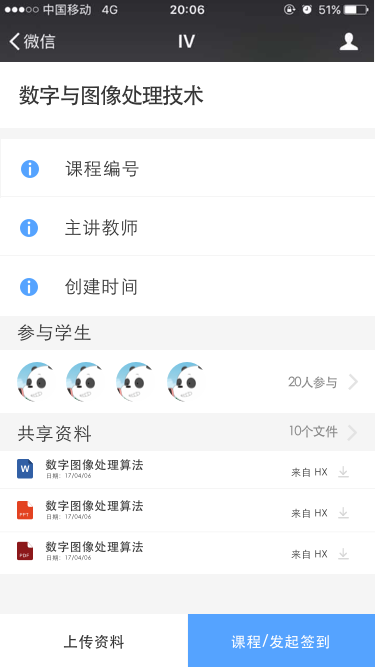 中国移动 4G 20:06 51%
微信 IV
数字与图像处理技术
课程编号
主讲教师
创建时间
参与学生
20人参与
共享资料 10个文件
W 数字图像处理算法
日期：17/04/06
来自 HX
PPT 数字图像处理算法
日期：17/04/06
来自 HX
PDF 数字图像处理算法
日期：17/04/06
来自 HX
上传资料 课程/发起签到